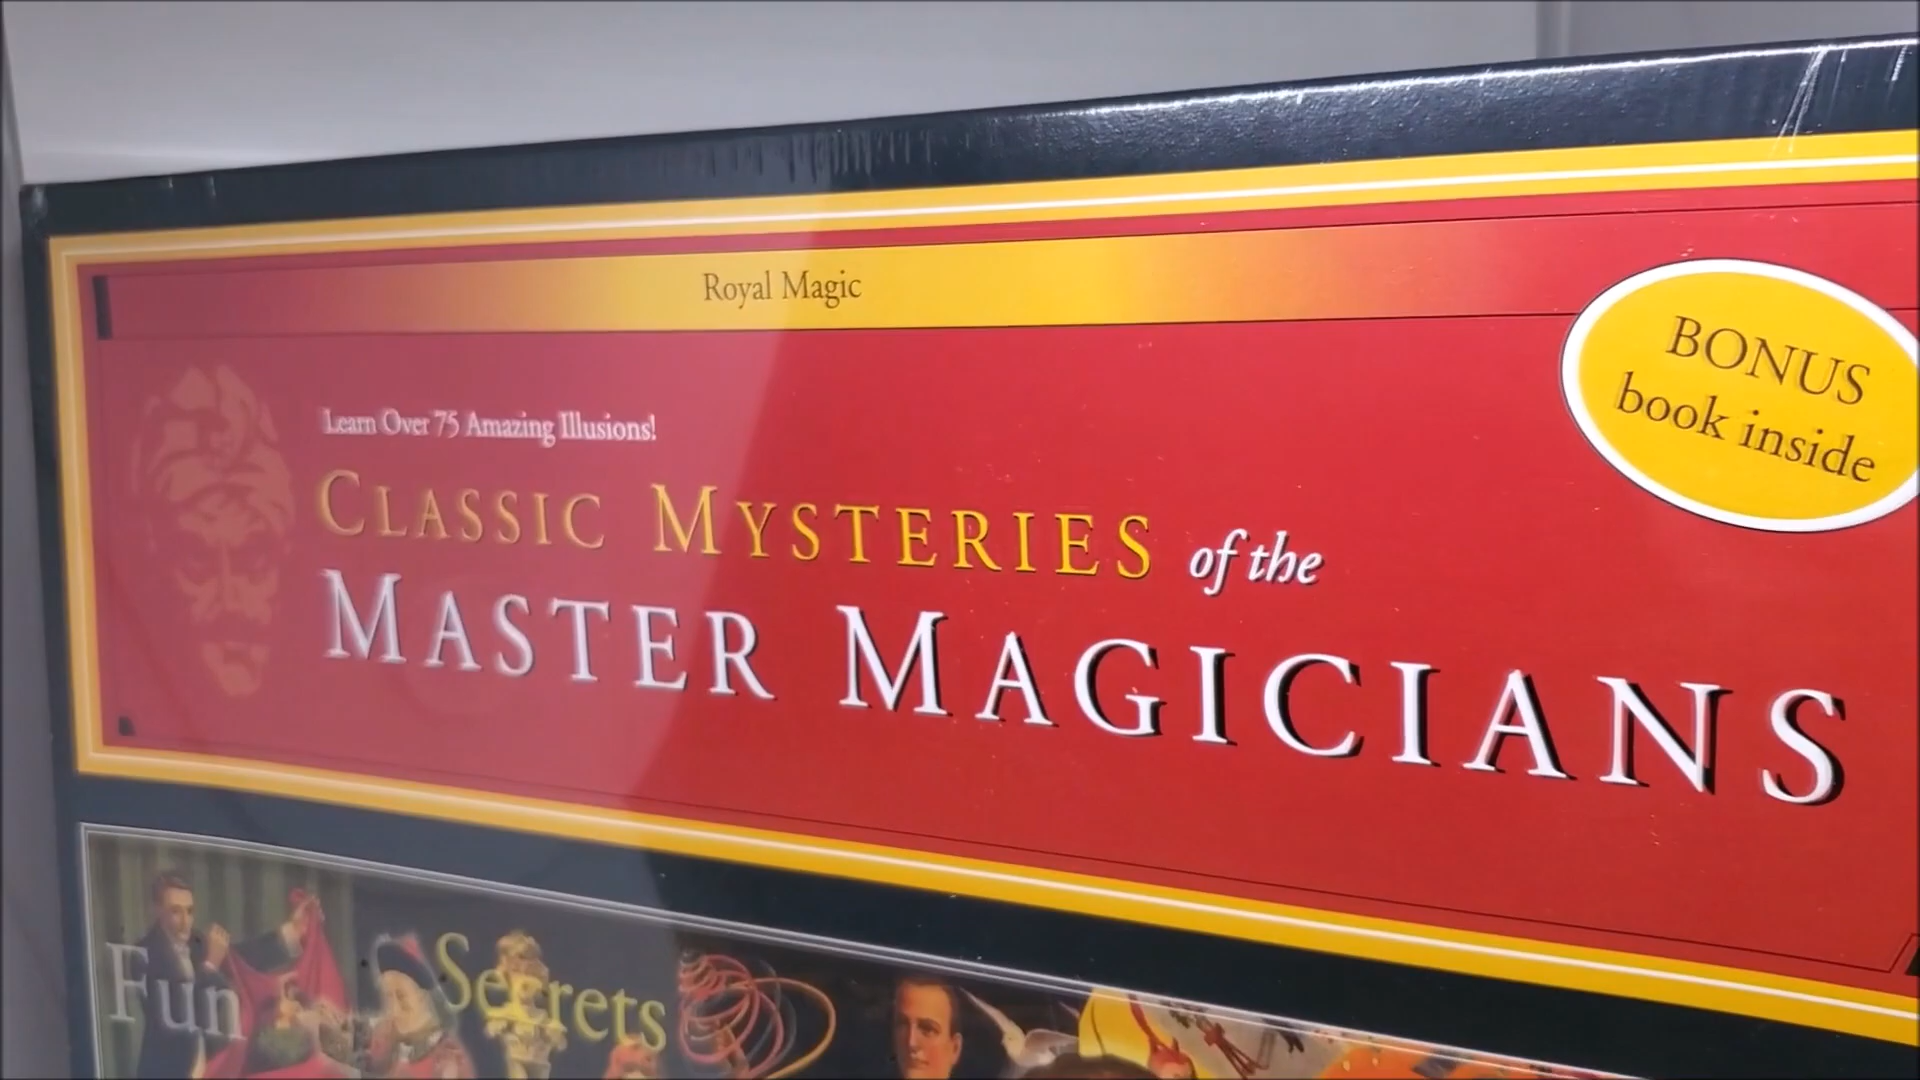 Royal Magic
BONUS
book inside
Learn Over 75 Amazing Illusions!
CLASSIC MYSTERIES of the
MASTER MAGICIANS
Fun
Secrets